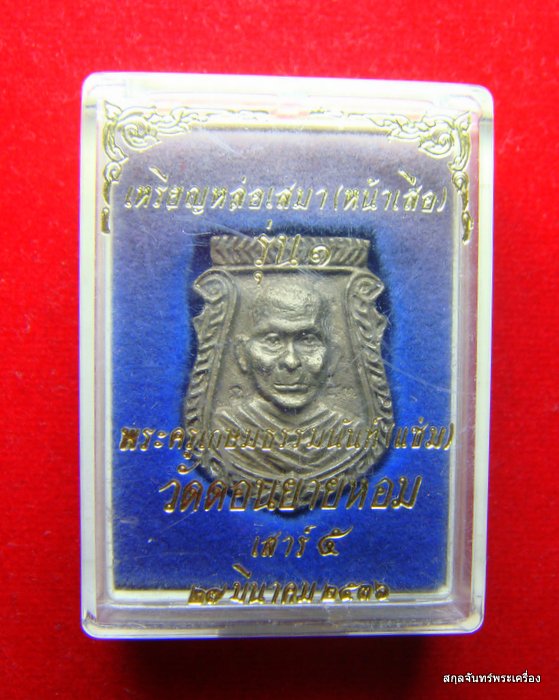 เหรียญหล่อเสมา (หน้าเสือ)
รุ่น ๑
พระครูเกษมธรรมนันท์ (แช่ม)
วัดดอนยายหอม
เสาร์ ๕
๒๗ มีนาคม ๒๕๓๖
สกุลจันทร์พระเครื่อง